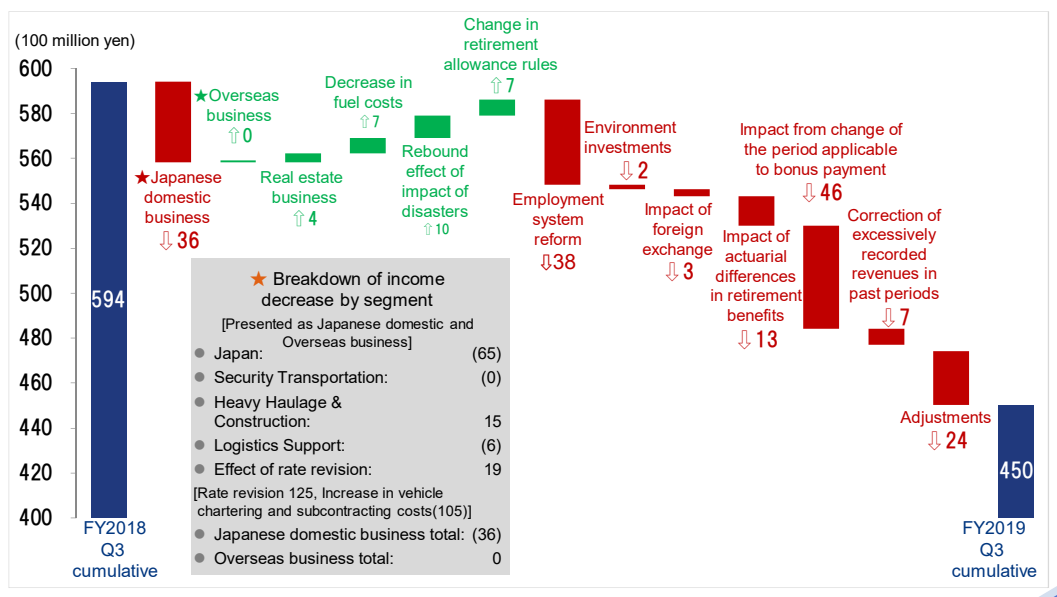 (100 million yen)
600
580
560
540
520
500
480
460
440
420
400
594
FY2018
Q3
cumulative
★Japanese
domestic
business
⇩ 36
★Overseas
business
⇧0
Real estate
business
⇧ 4
Decrease in
fuel costs
⇧7
Rebound
effect of
impact of
disasters
⇧10
Change in
retirement
allowance rules
⇧7
Employment
system
reform
⇩38
Environment
investments
⇩ 2
Impact of
foreign
exchange
⇩ 3
Impact of
actuarial
differences
in retirement
benefits
⇩ 13
Impact from change of
the period applicable
to bonus payment
⇩ 46
Correction of
excessively
recorded
revenues in
past periods
⇩ 7
Adjustments
⇩ 24
450
FY2019
Q3
cumulative
★ Breakdown of income
decrease by segment
[Presented as Japanese domestic and
Overseas business]
● Japan: (65)
● Security Transportation: (0)
● Heavy Haulage &
Construction: 15
● Logistics Support: (6)
● Effect of rate revision: 19
[Rate revision 125, Increase in vehicle
chartering and subcontracting costs(105)]
● Japanese domestic business total: (36)
● Overseas business total: 0